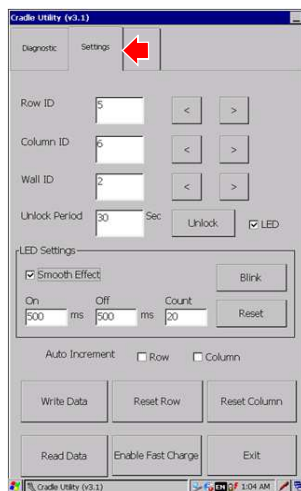 Cradle Utility (v3.1)
Diagnostic Settings
Row ID 5 < >
Column ID 6 < >
Wall ID 2 < >
Unlock Period 30 Sec Unlock LED
LED Settings
Smooth Effect Blink
On Off Count
500 ms 500 ms 20 Reset
Auto Increment Row Column
Write Data Reset Row Reset Column
Read Data Enable Fast Charge Exit
Cradle Utility (v3.1) EN 1:04 AM